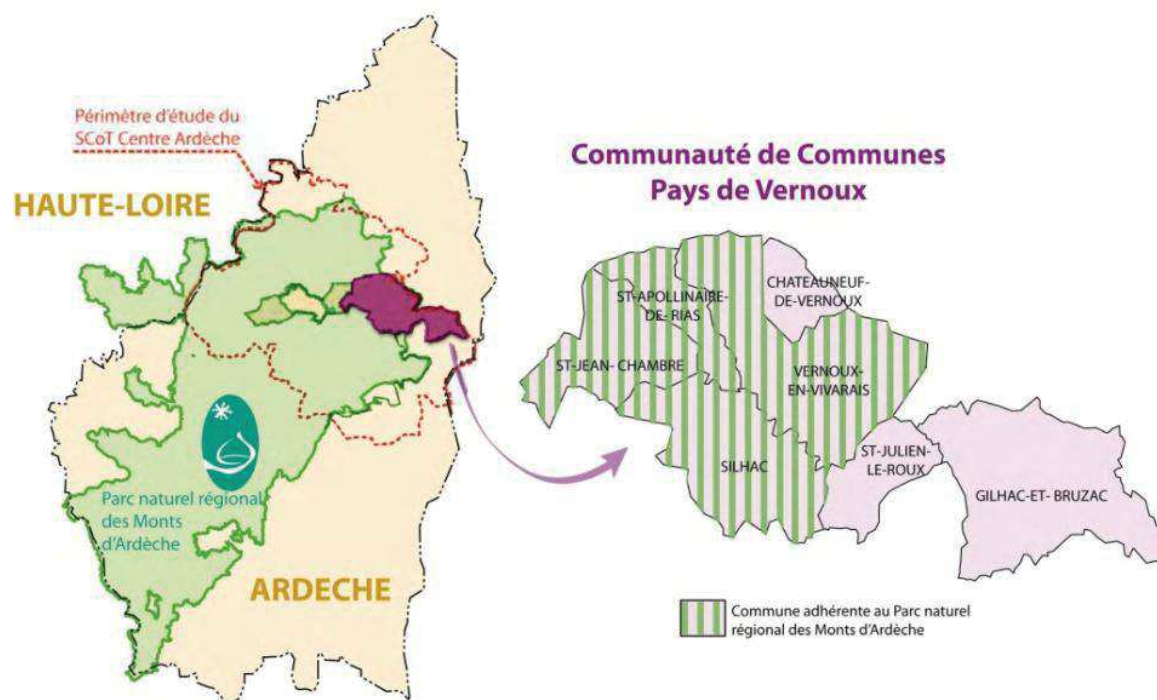 Périmètre d'étude du
SCoT Centre Ardèche
HAUTE-LOIRE
Parc naturel régional
des Monts
d'Ardèche
ARDECHE
Communauté de Communes
Pays de Vernoux
CHATEAUNEUF-
DE-VERNOUX
ST-APOLLINAIRE-
DE- RIAS
ST-JEAN- CHAMBRE
VERNOUX-
EN-VIVARAIS
SILHAC
ST-JULIEN-
LE-ROUX
GILHAC-ET- BRUZAC
Commune adhérente au Parc naturel
régional des Monts d'Ardèche